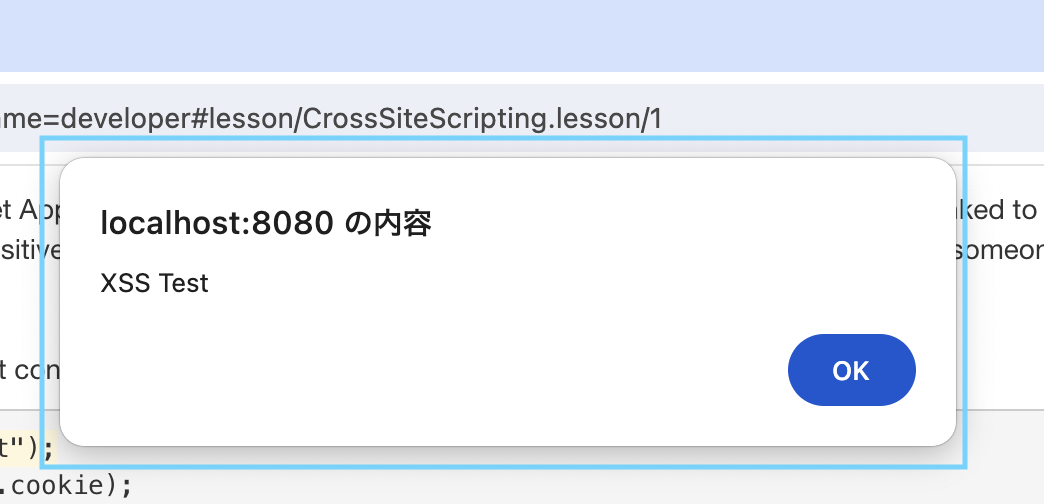 me=developer#lesson/CrossSiteScripting.lesson/1
localhost:8080 の内容
XSS Test
OK
t App
ked to
sitive
someon
t con
t");
.cookie);